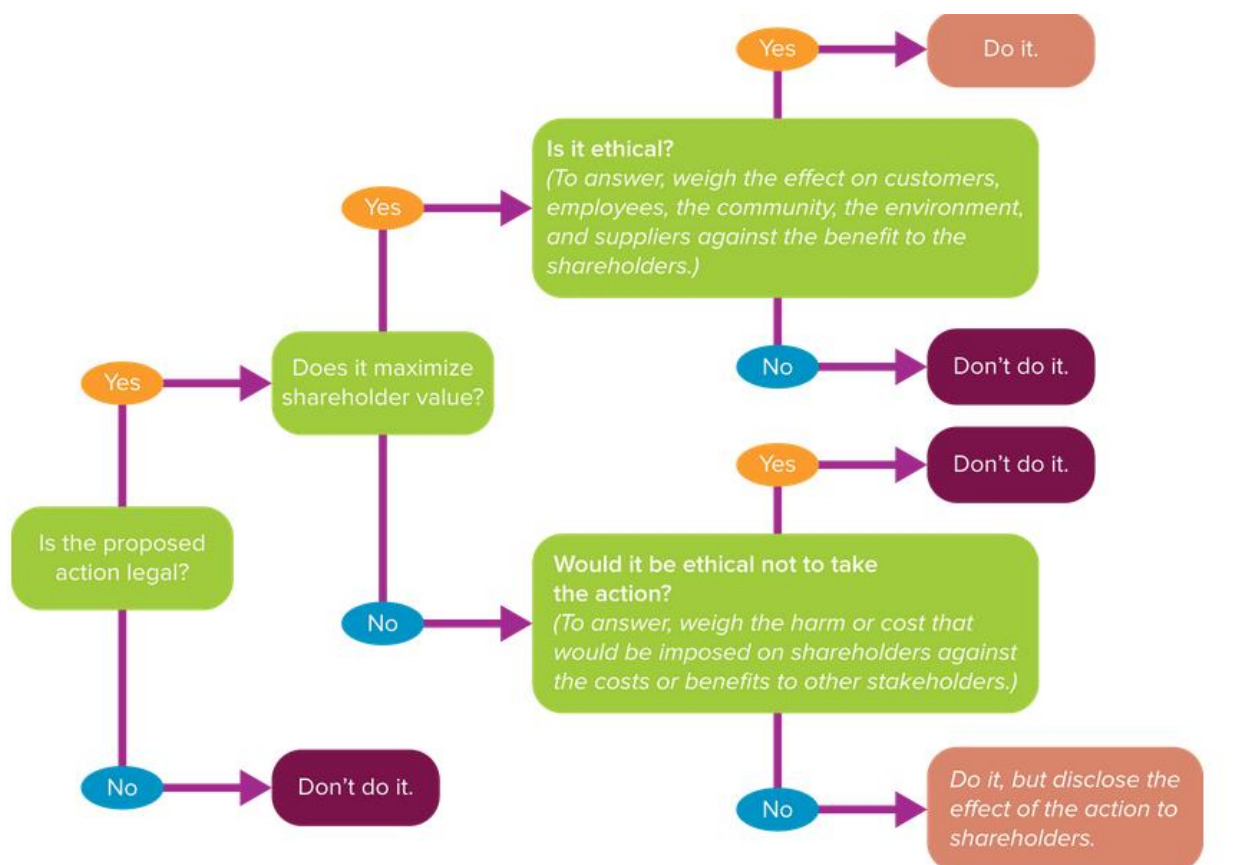 Yes
Do it.
Is it ethical?
(To answer, weigh the effect on customers,
employees, the community, the environment,
and suppliers against the benefit to the
shareholders.)
Yes
No
Don't do it.
Does it maximize
shareholder value?
Yes
Yes
Don't do it.
Is the proposed
action legal?
Would it be ethical not to take
the action?
(To answer, weigh the harm or cost that
would be imposed on shareholders against
the costs or benefits to other stakeholders.)
No
No
Don't do it.
No
Do it, but disclose the
effect of the action to
shareholders.